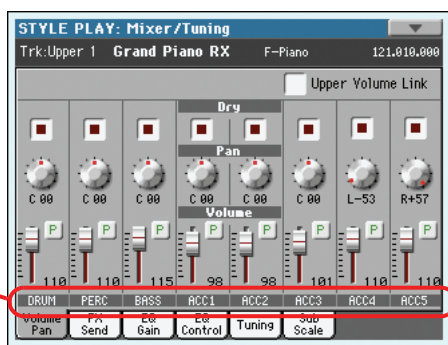 STYLE PLAY: Mixer/Tuning
Trk:Upper 1 Grand Piano RX F-Piano 121.010.000
Upper Volume Link
Dry
Pan
C 00 C 00 C 00 C 00 C 00 C 00 L-53 R+57
Volume
P P P P P P P P
110 110 115 98 98 101 110 110
DRUM PERC BASS ACC1 ACC2 ACC3 ACC4 ACC5
Volume Pan FX Send EQ Gain EQ Control Tuning Sub Scale